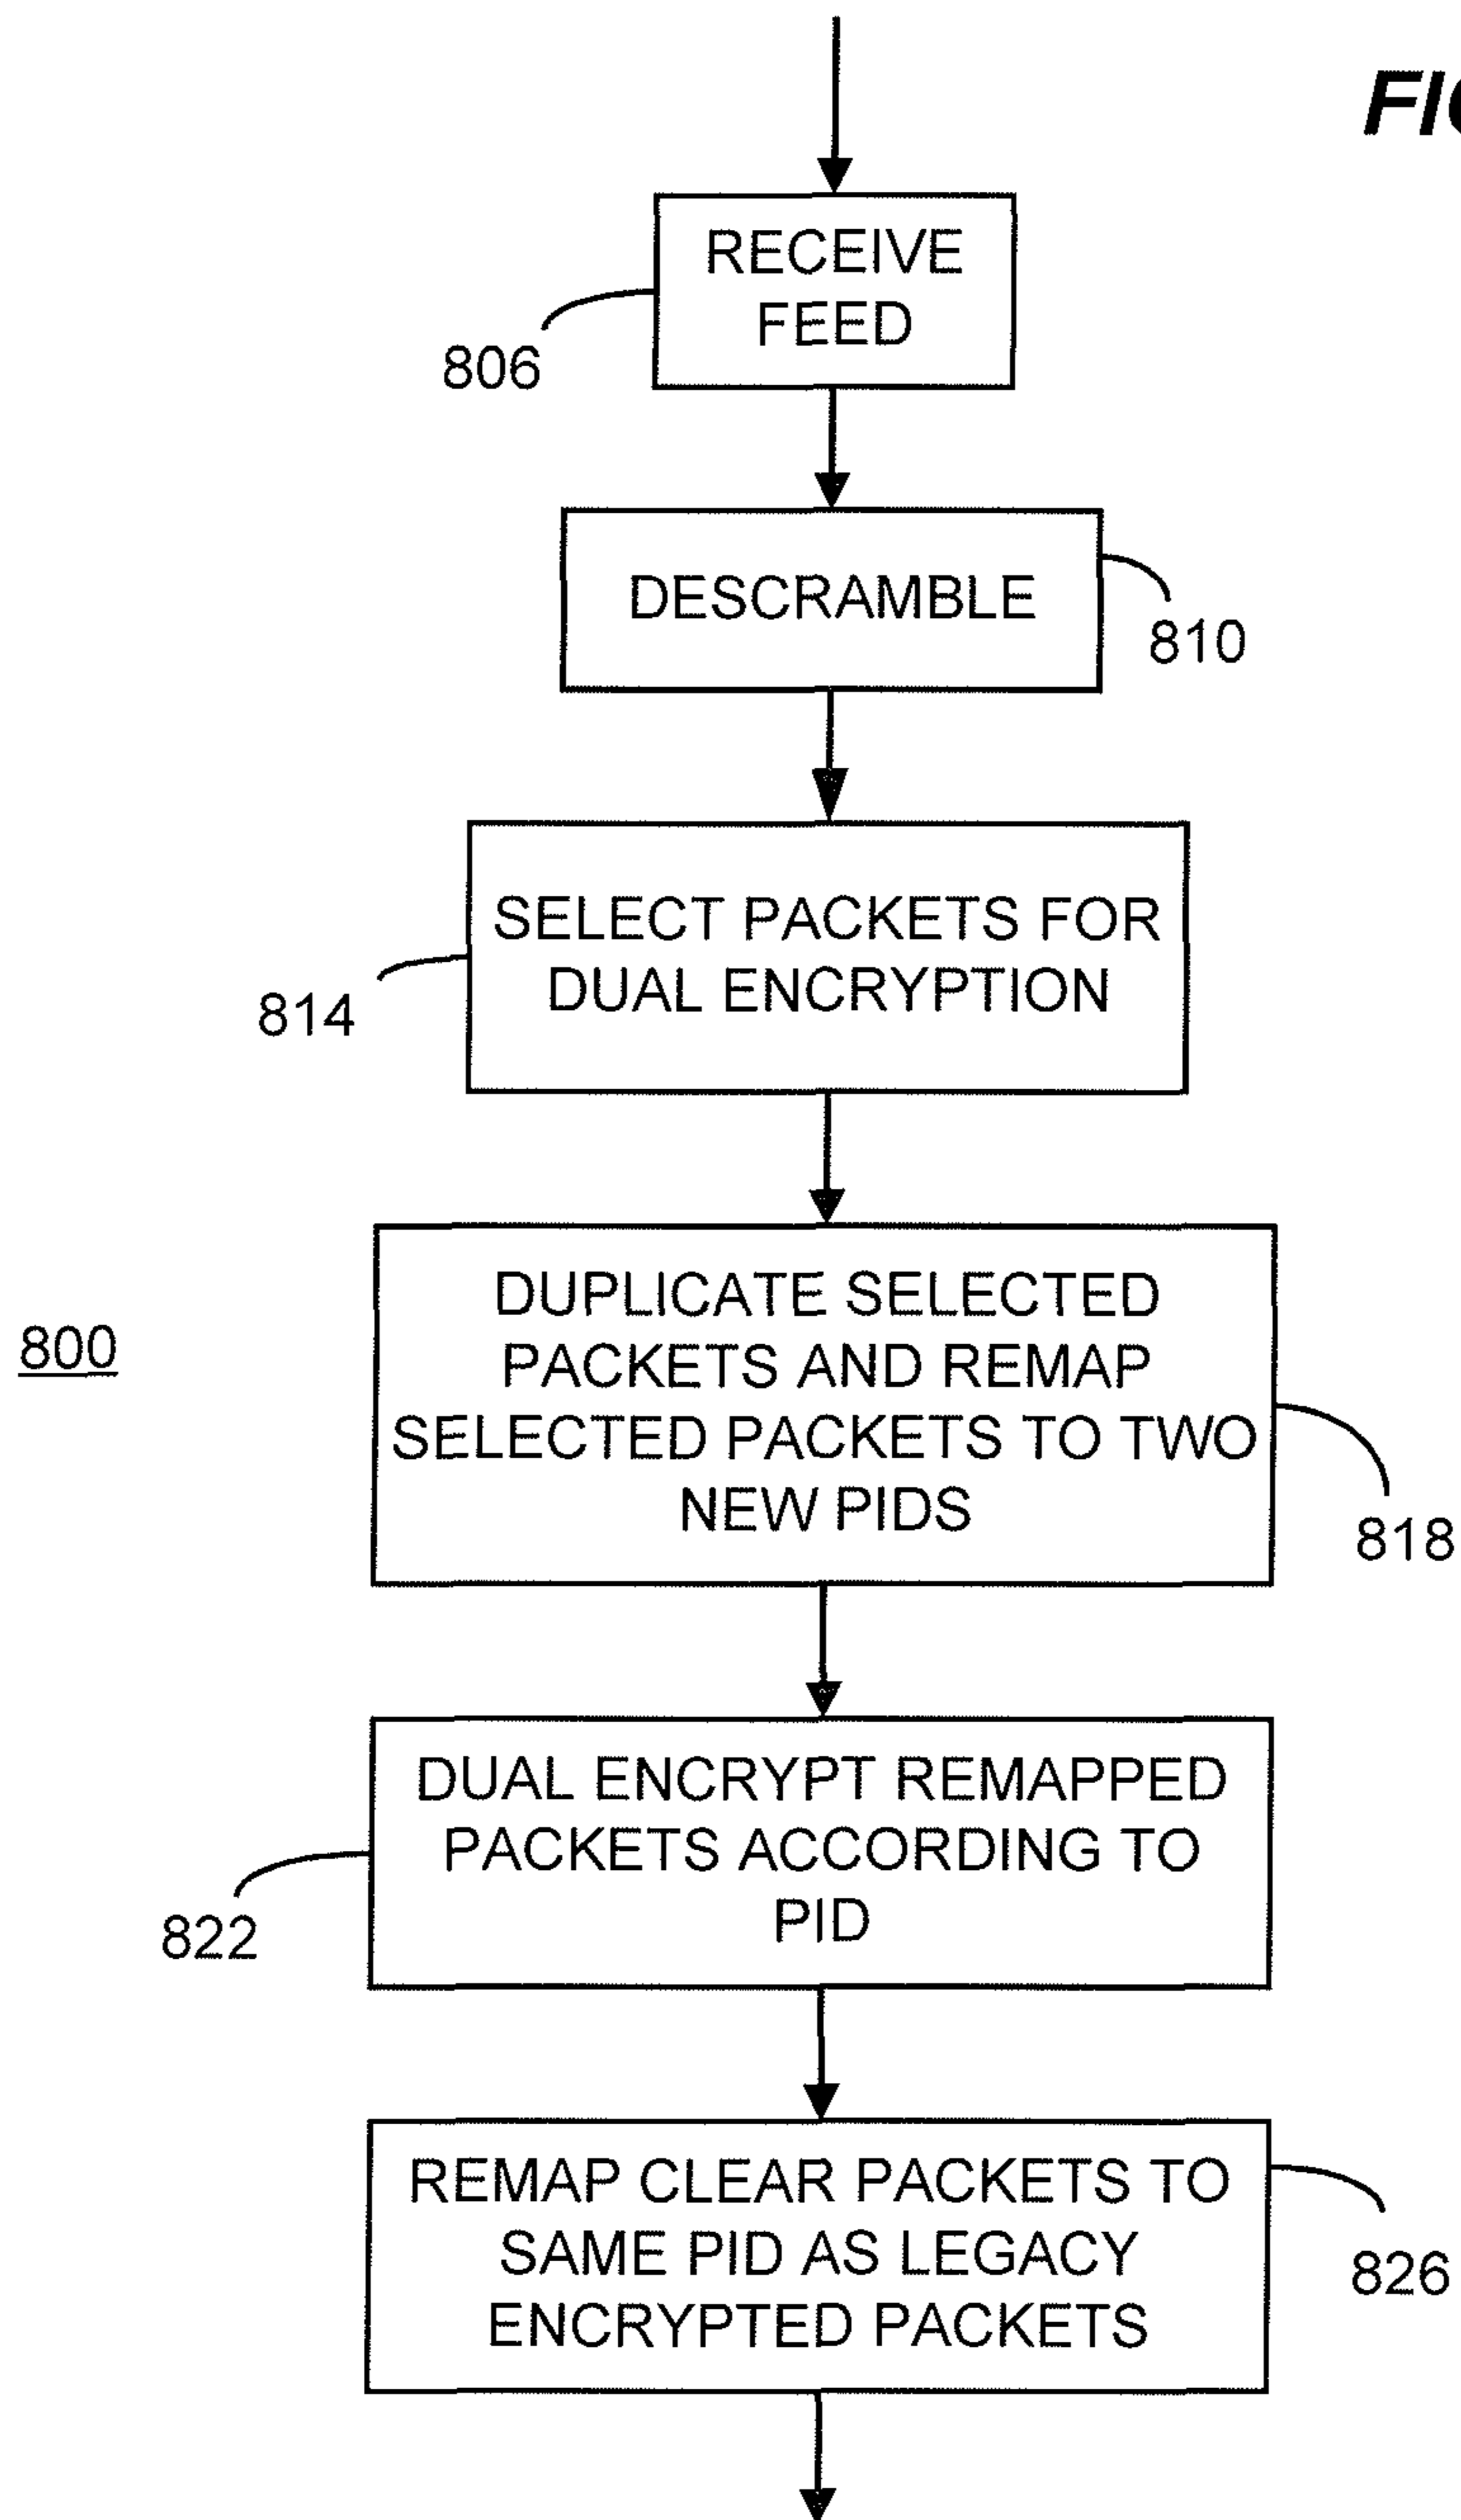 RECEIVE
FEED
806
DESCRAMBLE
810
SELECT PACKETS FOR
DUAL ENCRYPTION
814
DUPLICATE SELECTED
PACKETS AND REMAP
SELECTED PACKETS TO TWO
NEW PIDS
800
818
DUAL ENCRYPT REMAPPED
PACKETS ACCORDING TO
PID
822
REMAP CLEAR PACKETS TO
SAME PID AS LEGACY
ENCRYPTED PACKETS
826